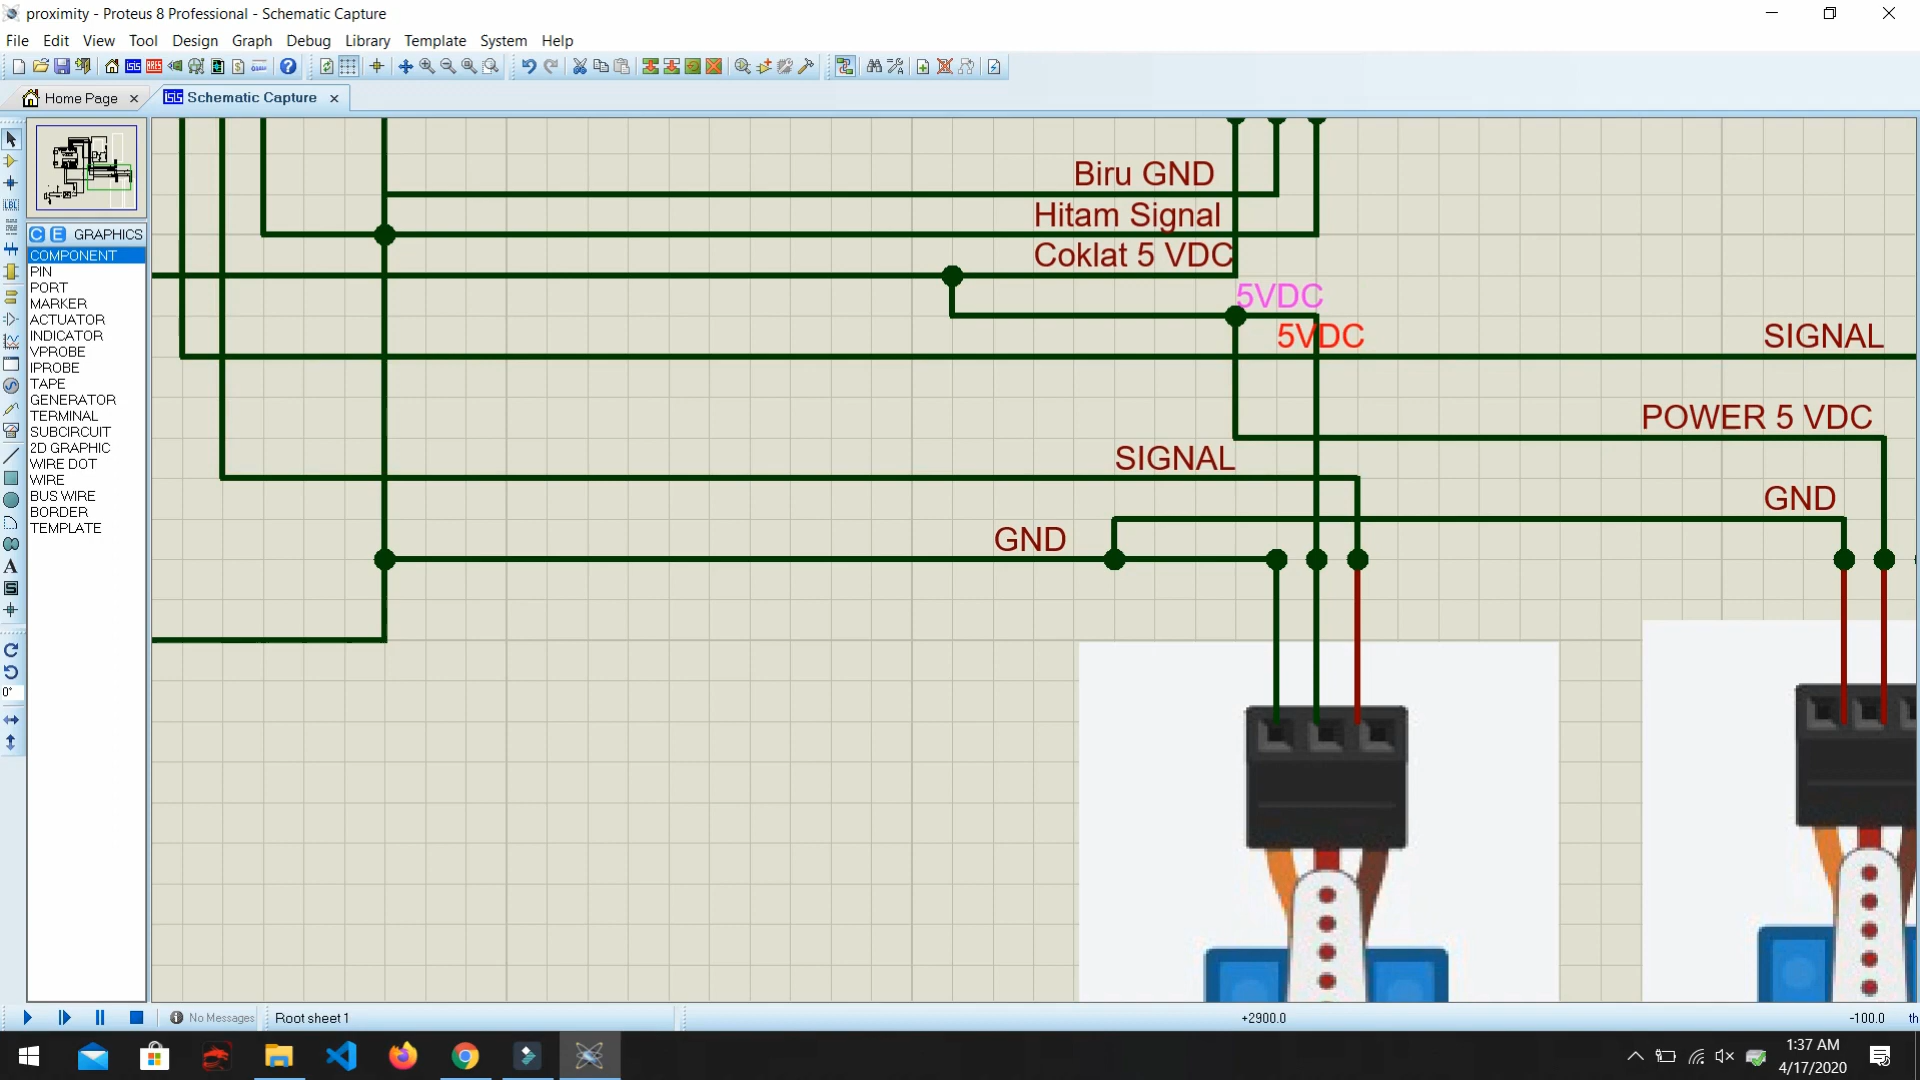 proximity - Proteus 8 Professional - Schematic Capture
File Edit View Tool Design Graph Debug Library Template System Help
Home Page Schematic Capture
C E GRAPHICS
COMPONENT
PIN
PORT
MARKER
ACTUATOR
INDICATOR
VPROBE
IPROBE
TAPE
GENERATOR
TERMINAL
SUBCIRCUIT
2D GRAPHIC
WIRE DOT
WIRE
BUS WIRE
BORDER
TEMPLATE
LBL
A
S
0°
Biru GND
Hitam Signal
Coklat 5 VDC
5VDC
5VDC
SIGNAL
POWER 5 VDC
SIGNAL
GND
GND
No Messages Root sheet 1 +2900.0 -100.0 th
1:37 AM
4/17/2020